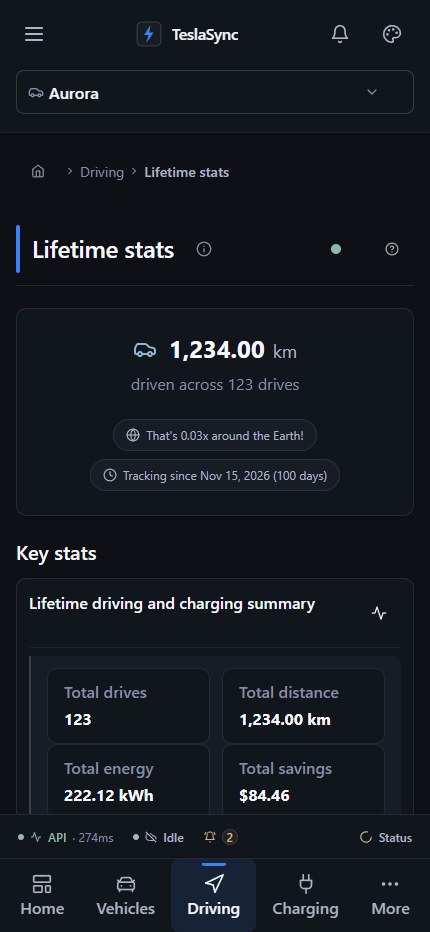 TeslaSync
Aurora
Driving
Lifetime stats
Lifetime stats
1,234.00 km
driven across 123 drives
That's 0.03x around the Earth!
Tracking since Nov 15, 2026 (100 days)
Key stats
Lifetime driving and charging summary
Total drives
123
Total distance
1,234.00 km
Total energy
222.12 kWh
Total savings
$84.46
API · 274ms
Idle
2
Status
Home
Vehicles
Driving
Charging
More